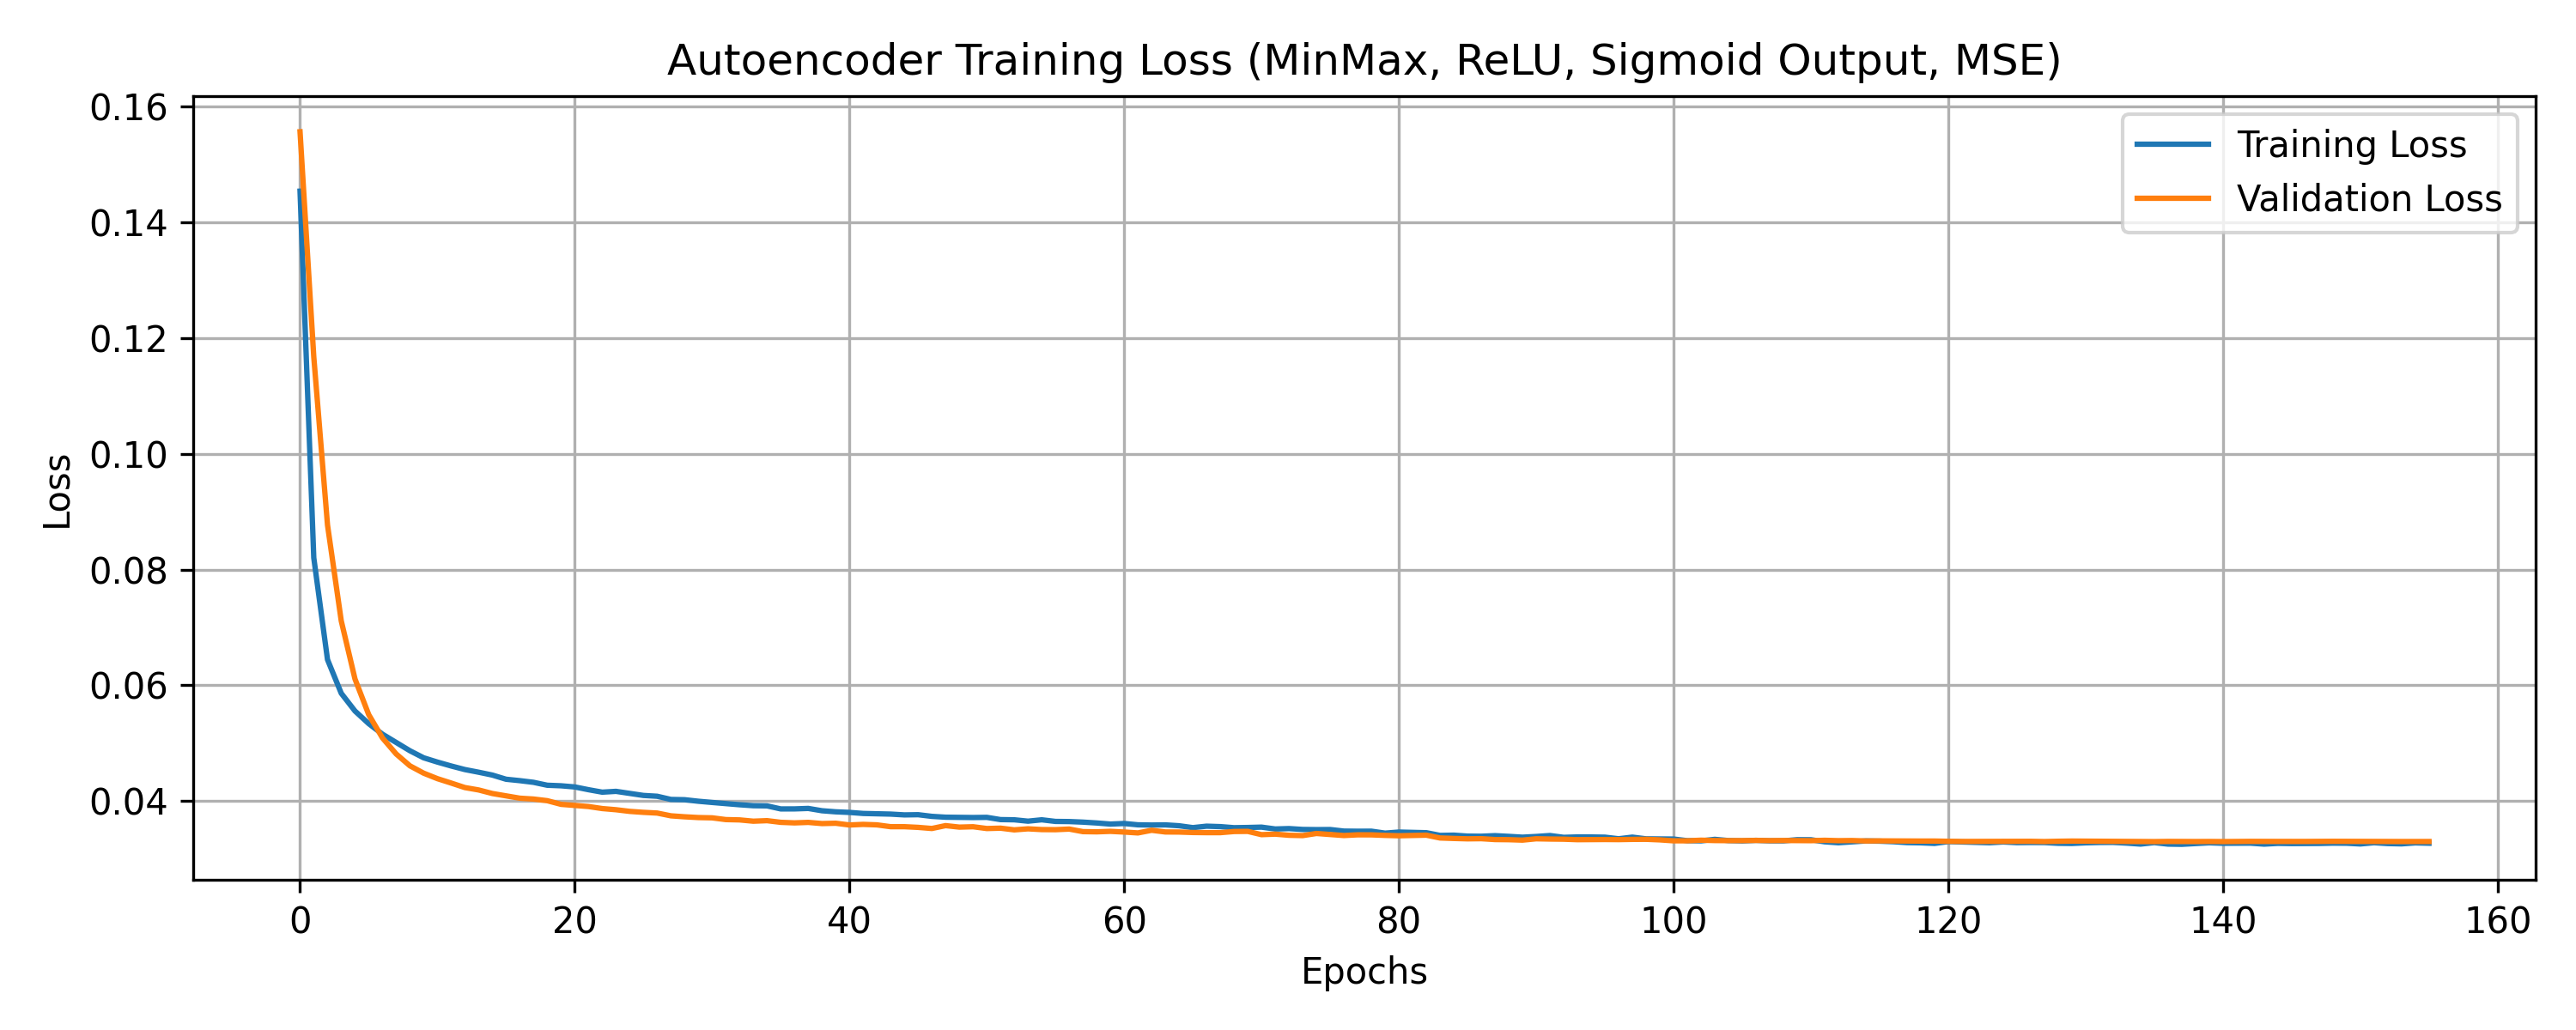 Autoencoder Training Loss (MinMax, ReLU, Sigmoid Output, MSE)
0.16
0.14
0.12
0.10
0.08
0.06
0.04
Loss
Training Loss
Validation Loss
0 20 40 60 80 100 120 140 160
Epochs